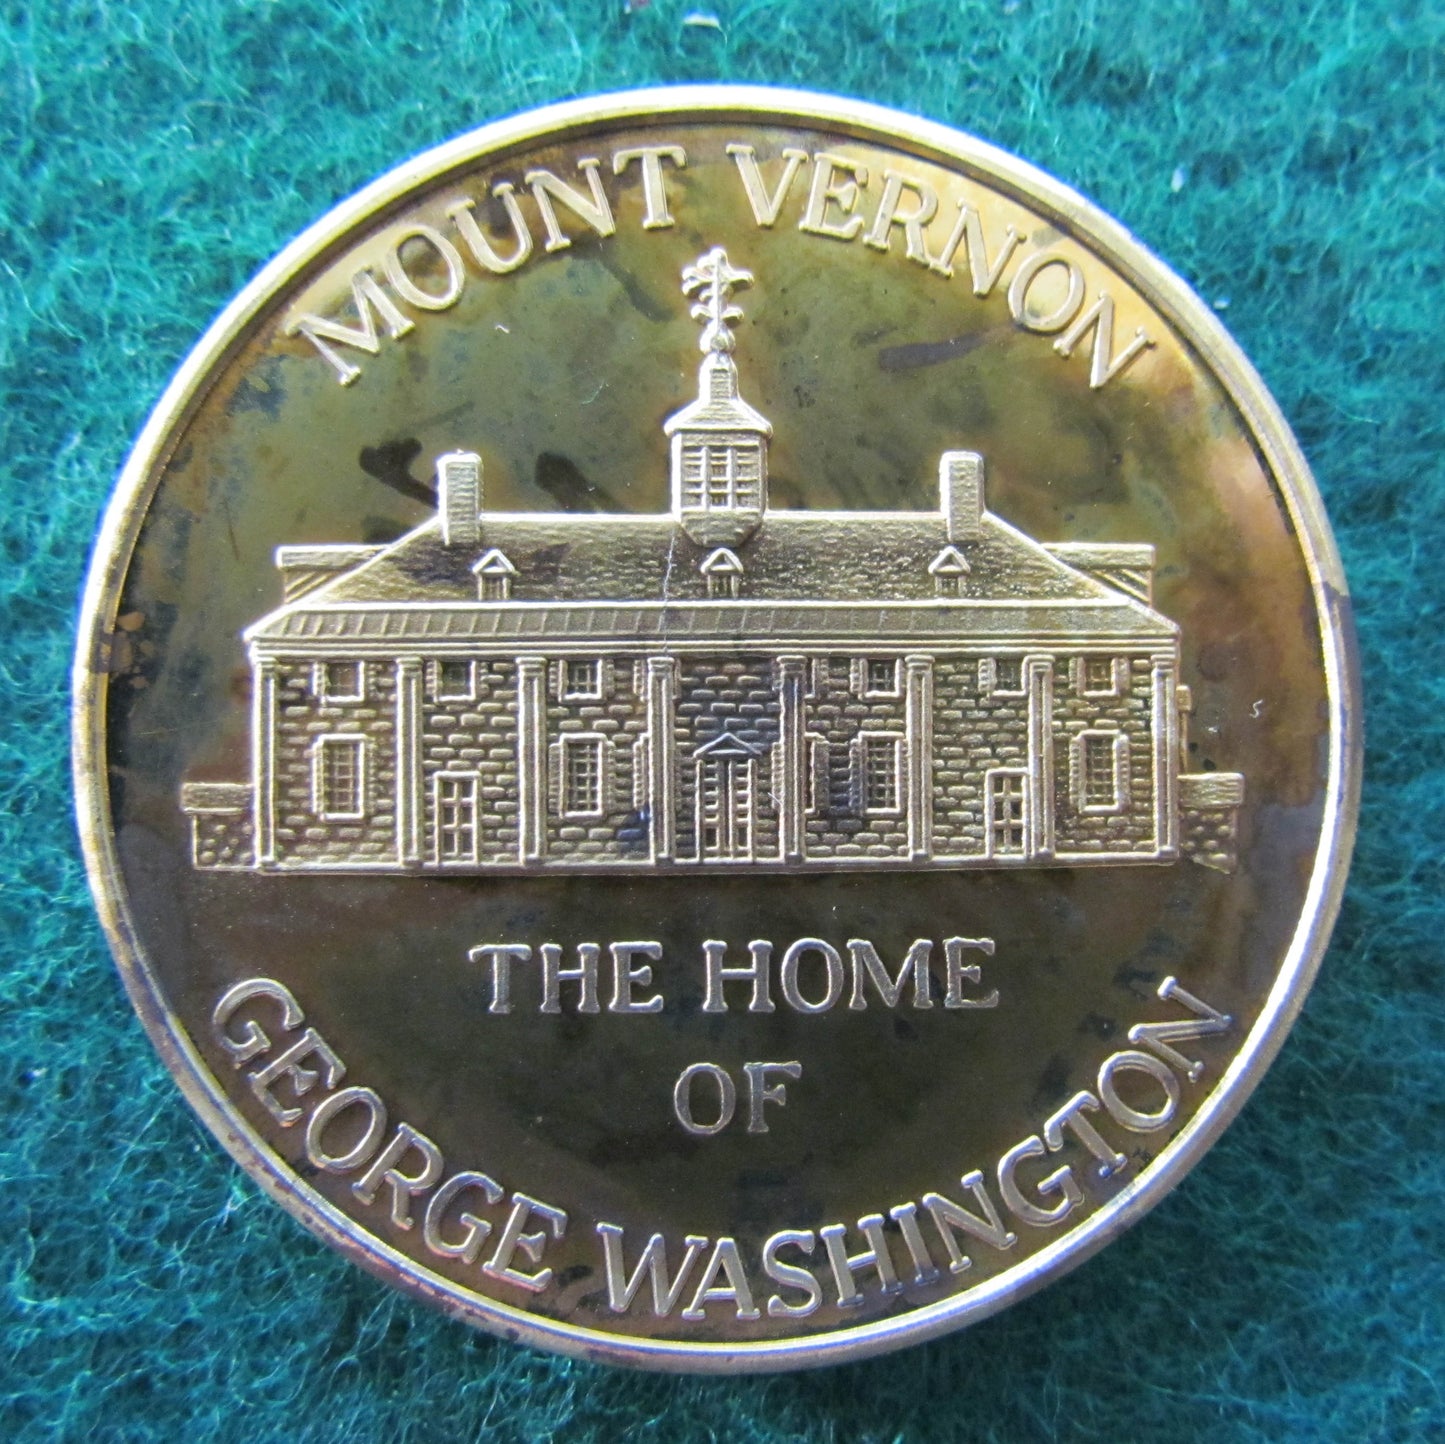 MOUNT VERNON
THE HOME
OF
GEORGE WASHINGTON